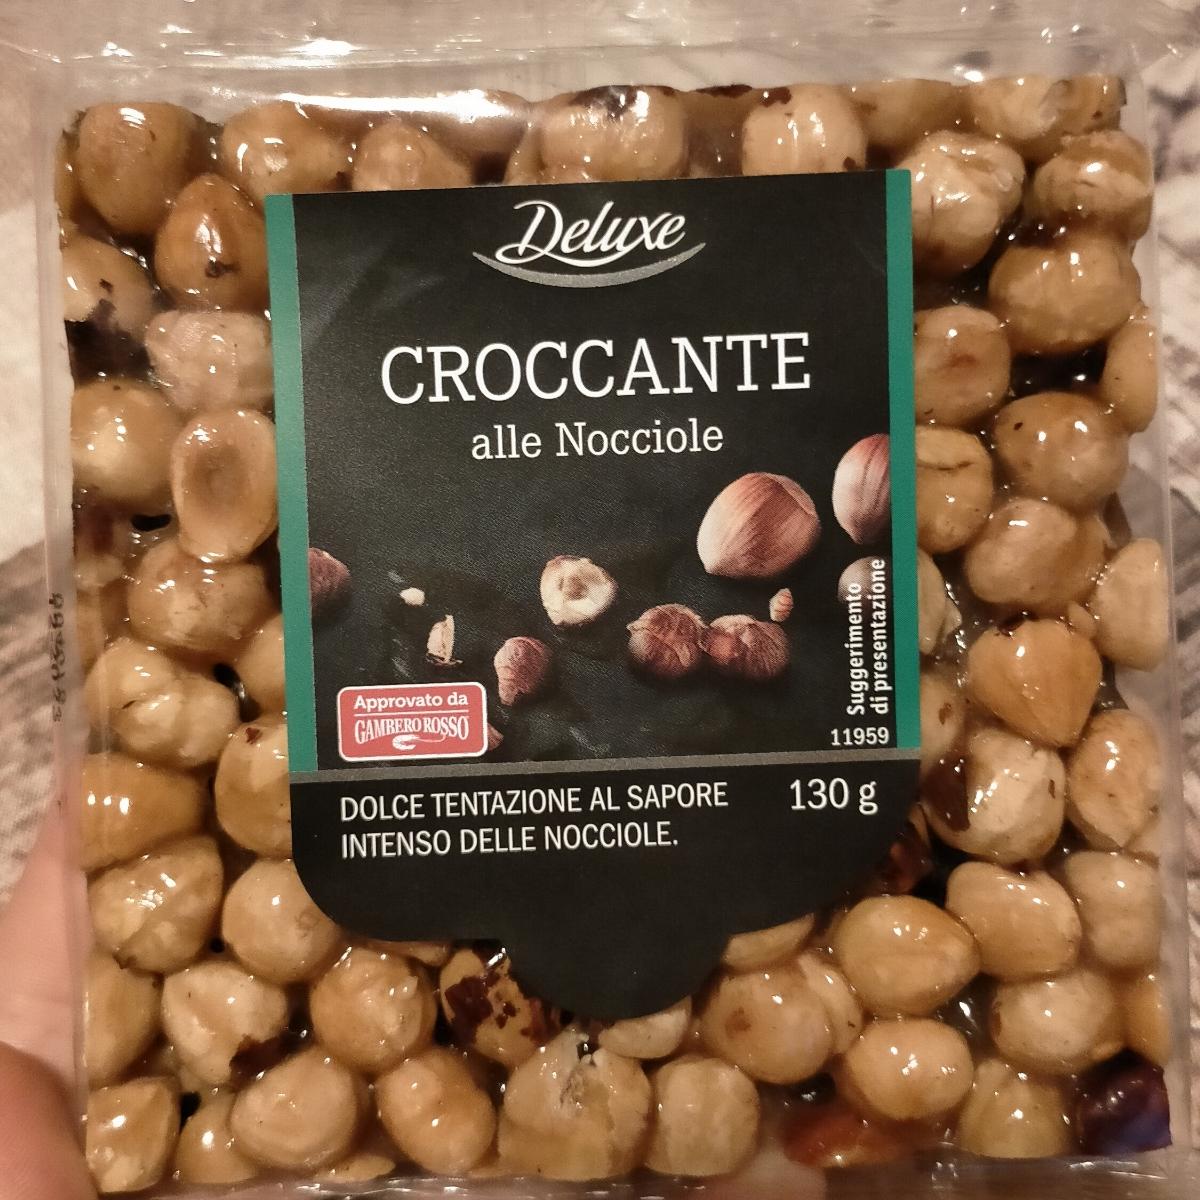 Deluxe
CROCCANTE
alle Nocciole
Suggerimento
di presentazione
Approvato da
GAMBERO ROSSO
11959
DOLCE TENTAZIONE AL SAPORE
INTENSO DELLE NOCCIOLE.
130 g